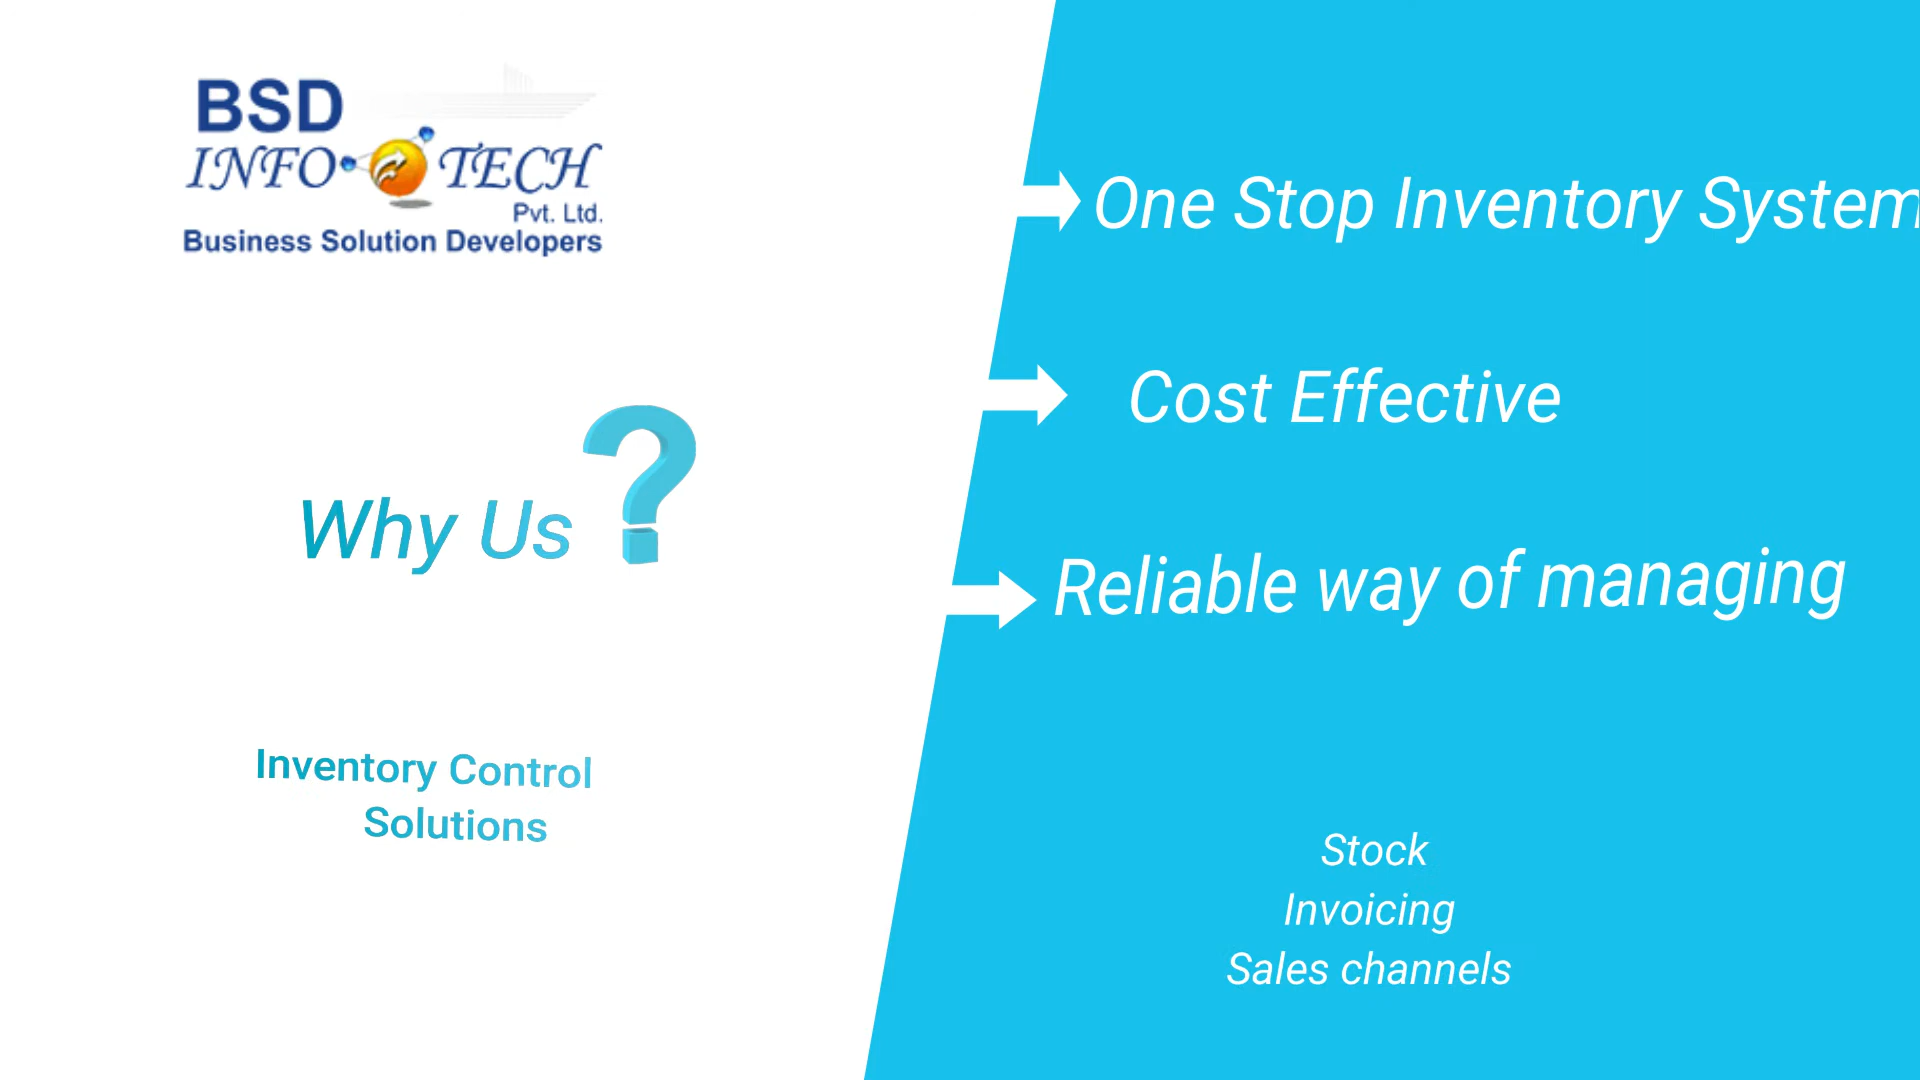 BSD
INFO TECH
Pvt. Ltd.
Business Solution Developers
Why Us ?
Inventory Control
Solutions
One Stop Inventory System
Cost Effective
Reliable way of managing
Stock
Invoicing
Sales channels